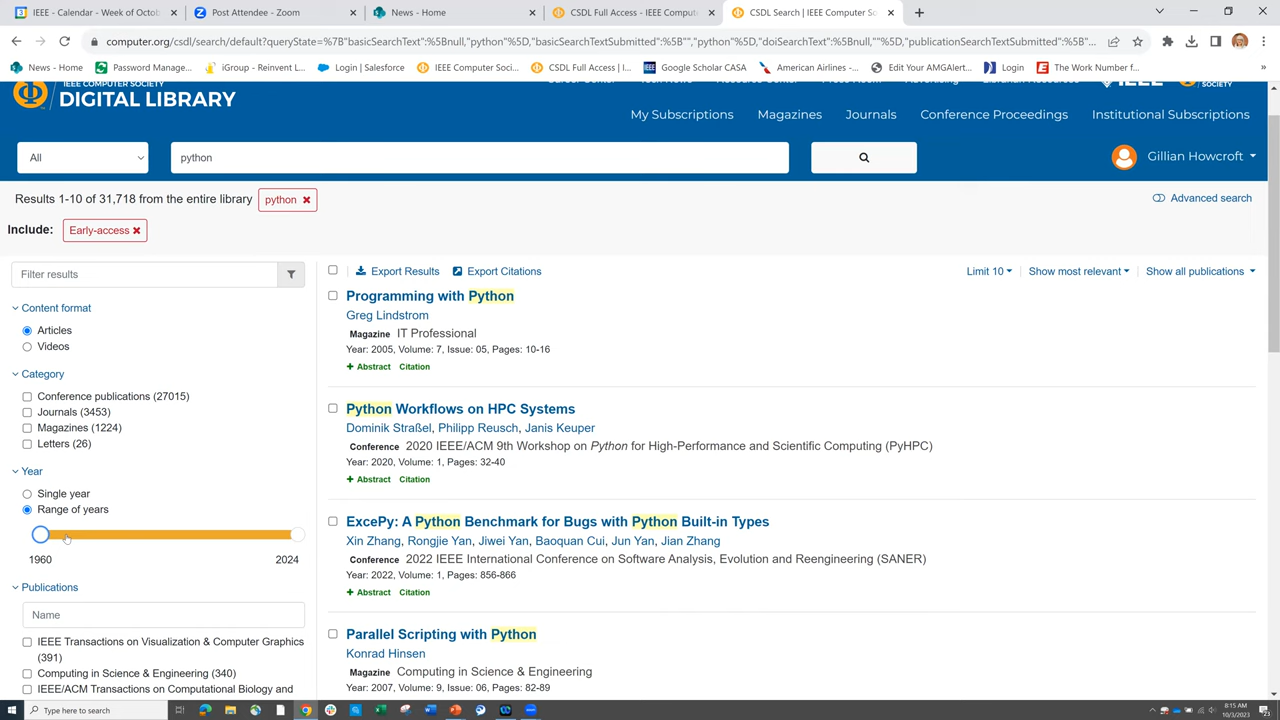 IEEE - Calendar - Week of Octob
Post Attendee - Zoom
News - Home
CSDL Full Access - IEEE Compute
CSDL Search | IEEE Computer So
computer.org/csdl/search/default?queryState=%7B"basicSearchText":%5Bnull,"python"%5D,"basicSearchTextSubmitted":%5B"","python"%5D,"doiSearchText":%5Bnull,""%5D,"publicationSearchTextSubmitted":%5B"...
News - Home
Password Manage...
iGroup - Reinvent L...
Login | Salesforce
IEEE Computer Soci...
CSDL Full Access | I...
Google Scholar CASA
American Airlines -...
Edit Your AMGAlert...
Login
The Work Number f...
»
IEEE COMPUTER SOCIETY
DIGITAL LIBRARY
IEEE
SOCIETY
My Subscriptions
Magazines
Journals
Conference Proceedings
Institutional Subscriptions
All
python
Gillian Howcroft
Results 1-10 of 31,718 from the entire library
python
Advanced search
Include:
Early-access
Filter results
Export Results
Export Citations
Limit 10
Show most relevant
Show all publications
Content format
Articles
Videos
Category
Conference publications (27015)
Journals (3453)
Magazines (1224)
Letters (26)
Year
Single year
Range of years
1960
2024
Publications
Name
IEEE Transactions on Visualization & Computer Graphics
(391)
Computing in Science & Engineering (340)
IEEE/ACM Transactions on Computational Biology and
Programming with Python
Greg Lindstrom
Magazine IT Professional
Year: 2005, Volume: 7, Issue: 05, Pages: 10-16
+ Abstract Citation
Python Workflows on HPC Systems
Dominik Straßel, Philipp Reusch, Janis Keuper
Conference 2020 IEEE/ACM 9th Workshop on Python for High-Performance and Scientific Computing (PyHPC)
Year: 2020, Volume: 1, Pages: 32-40
+ Abstract Citation
ExcePy: A Python Benchmark for Bugs with Python Built-in Types
Xin Zhang, Rongjie Yan, Jiwei Yan, Baoquan Cui, Jun Yan, Jian Zhang
Conference 2022 IEEE International Conference on Software Analysis, Evolution and Reengineering (SANER)
Year: 2022, Volume: 1, Pages: 856-866
+ Abstract Citation
Parallel Scripting with Python
Konrad Hinsen
Magazine Computing in Science & Engineering
Year: 2007, Volume: 9, Issue: 06, Pages: 82-89
Type here to search
8:15 AM
10/3/2023